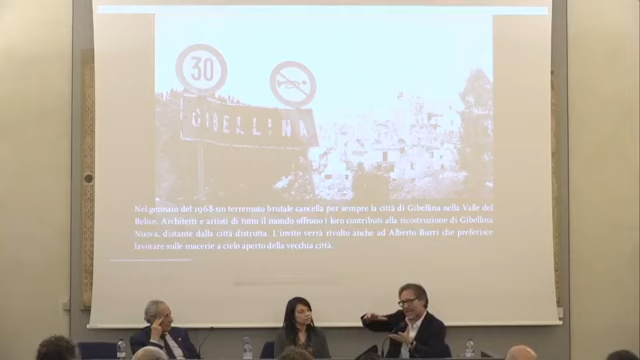 30
GIBELLINA
Nel gennaio del 1968 un terremoto brutale cancella per sempre la città di Gibellina nella Valle del
Belice. Architetti e artisti di tutto il mondo offrono i loro contributi alla ricostruzione di Gibellina
Nuova, distante dalla città distrutta. L'invito verrà rivolto anche ad Alberto Burri che preferisce
lavorare sulle macerie a cielo aperto della vecchia città.